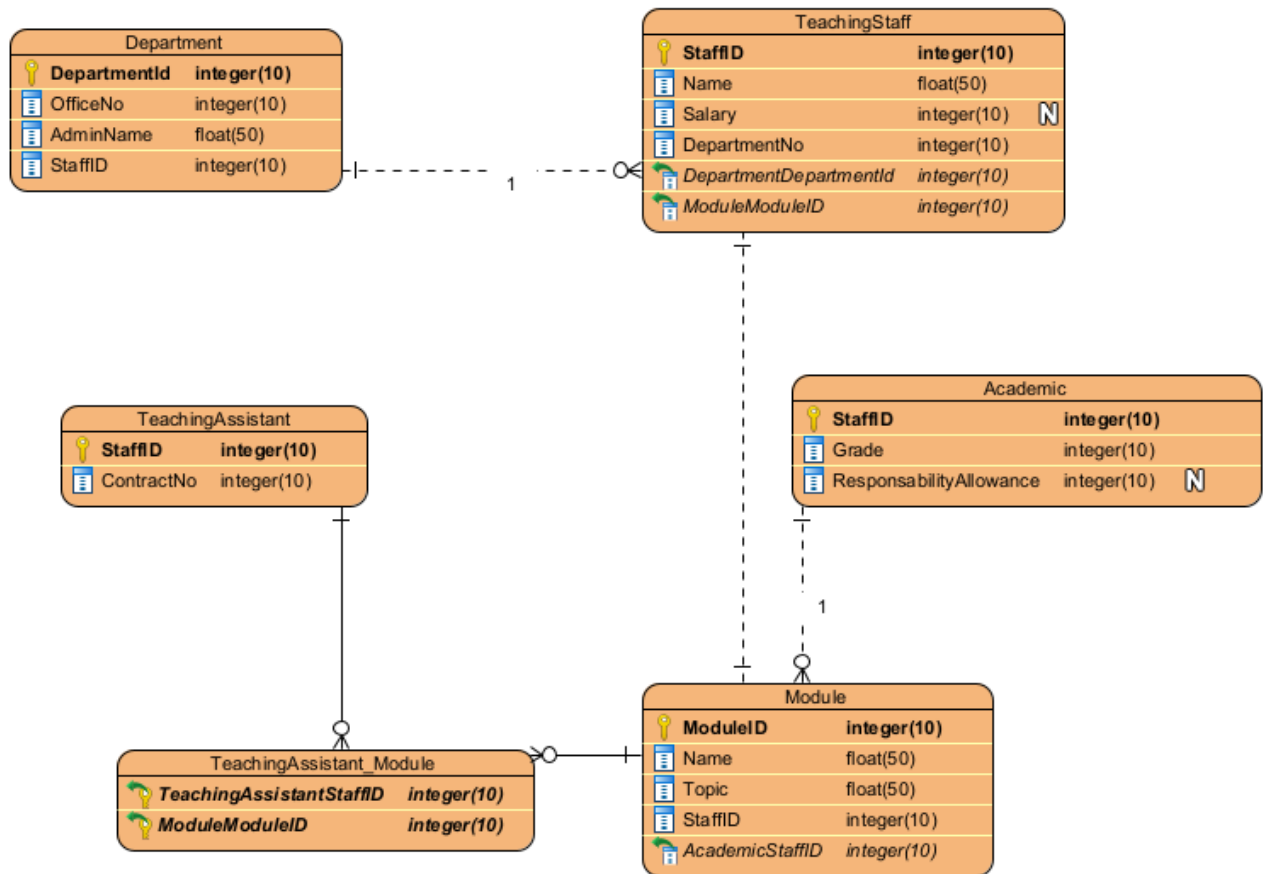 Department
DepartmentId integer(10)
OfficeNo integer(10)
AdminName float(50)
StaffID integer(10)
1
TeachingStaff
StaffID integer(10)
Name float(50)
Salary integer(10) N
DepartmentNo integer(10)
DepartmentDepartmentId integer(10)
ModuleModuleID integer(10)
TeachingAssistant
StaffID integer(10)
ContractNo integer(10)
Academic
StaffID integer(10)
Grade integer(10)
ResponsabilityAllowance integer(10) N
1
TeachingAssistant_Module
TeachingAssistantStaffID integer(10)
ModuleModuleID integer(10)
Module
ModuleID integer(10)
Name float(50)
Topic float(50)
StaffID integer(10)
AcademicStaffID integer(10)